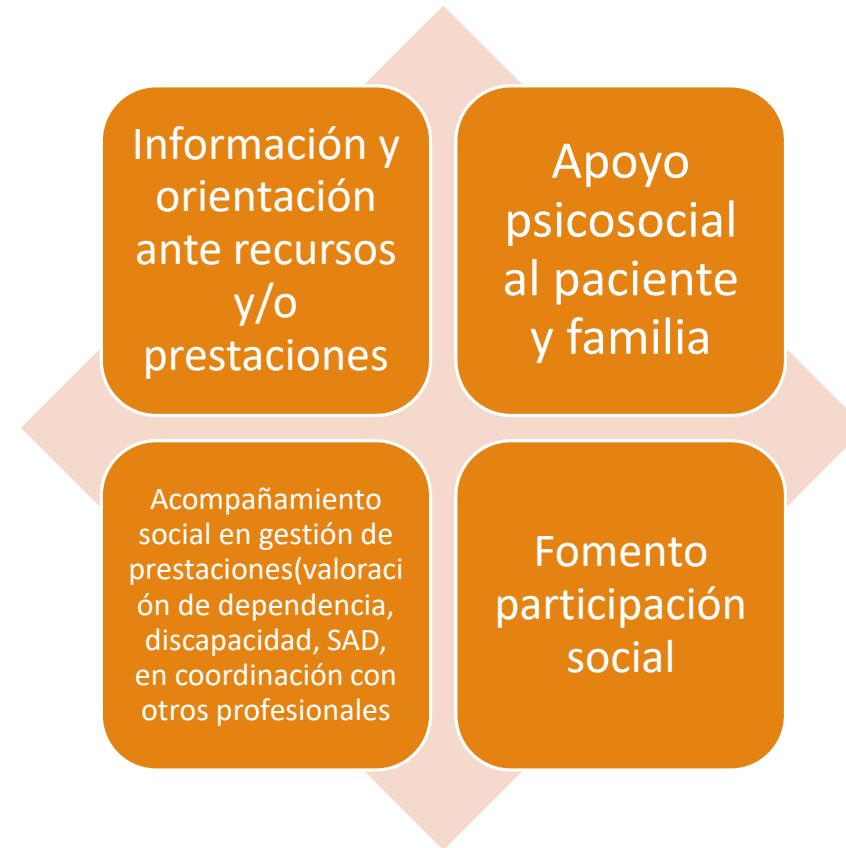 Información y
orientación
ante recursos
y/o
prestaciones
Apoyo
psicosocial
al paciente
y familia
Acompañamiento
social en gestión de
prestaciones(valoraci
ón de dependencia,
discapacidad, SAD,
en coordinación con
otros profesionales
Fomento
participación
social